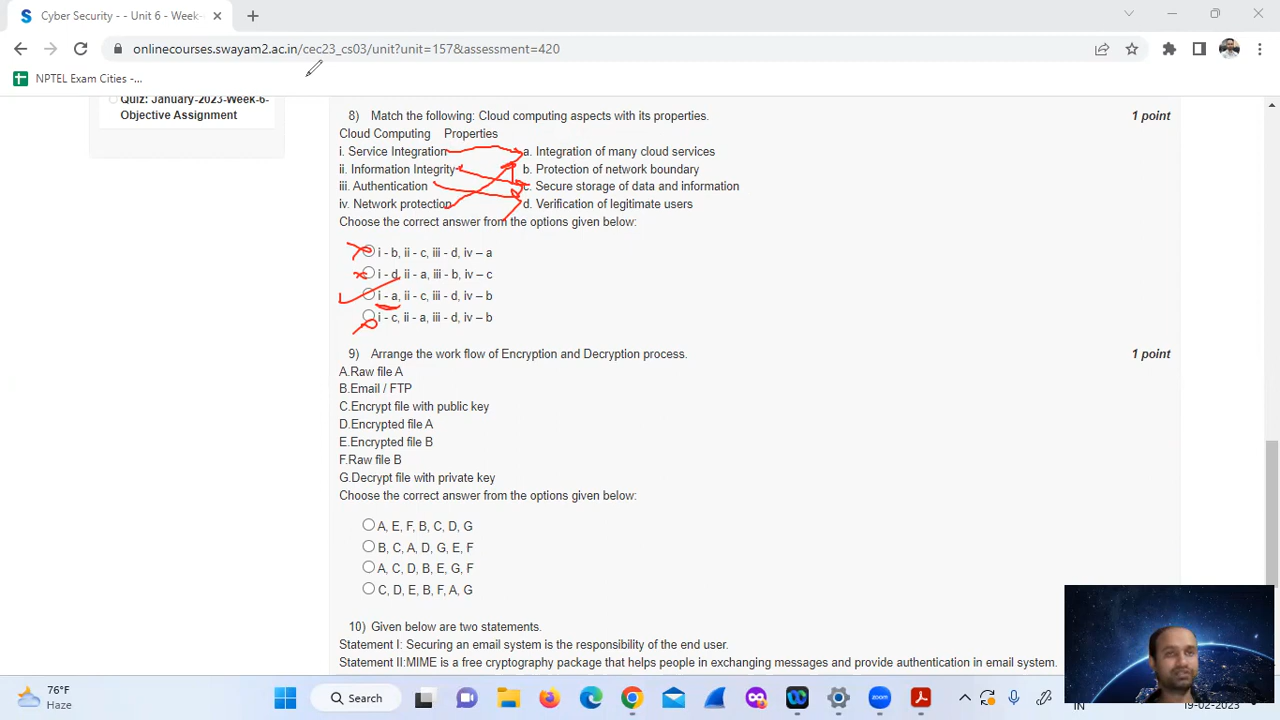 Cyber Security - - Unit 6 - Week-
onlinecourses.swayam2.ac.in/cec23_cs03/unit?unit=157&assessment=420
NPTEL Exam Cities -...
Quiz: January-2023-Week-6-
Objective Assignment
8) Match the following: Cloud computing aspects with its properties. 1 point
Cloud Computing Properties
i. Service Integration a. Integration of many cloud services
ii. Information Integrity b. Protection of network boundary
iii. Authentication c. Secure storage of data and information
iv. Network protection d. Verification of legitimate users
Choose the correct answer from the options given below:
i - b, ii - c, iii - d, iv – a
i - d, ii - a, iii - b, iv – c
i - a, ii - c, iii - d, iv – b
i - c, ii - a, iii - d, iv – b
9) Arrange the work flow of Encryption and Decryption process. 1 point
A.Raw file A
B.Email / FTP
C.Encrypt file with public key
D.Encrypted file A
E.Encrypted file B
F.Raw file B
G.Decrypt file with private key
Choose the correct answer from the options given below:
A, E, F, B, C, D, G
B, C, A, D, G, E, F
A, C, D, B, E, G, F
C, D, E, B, F, A, G
10) Given below are two statements.
Statement I: Securing an email system is the responsibility of the end user.
Statement II:MIME is a free cryptography package that helps people in exchanging messages and provide authentication in email system.
76°F
Haze
Search
zoom
IN
19-02-2023